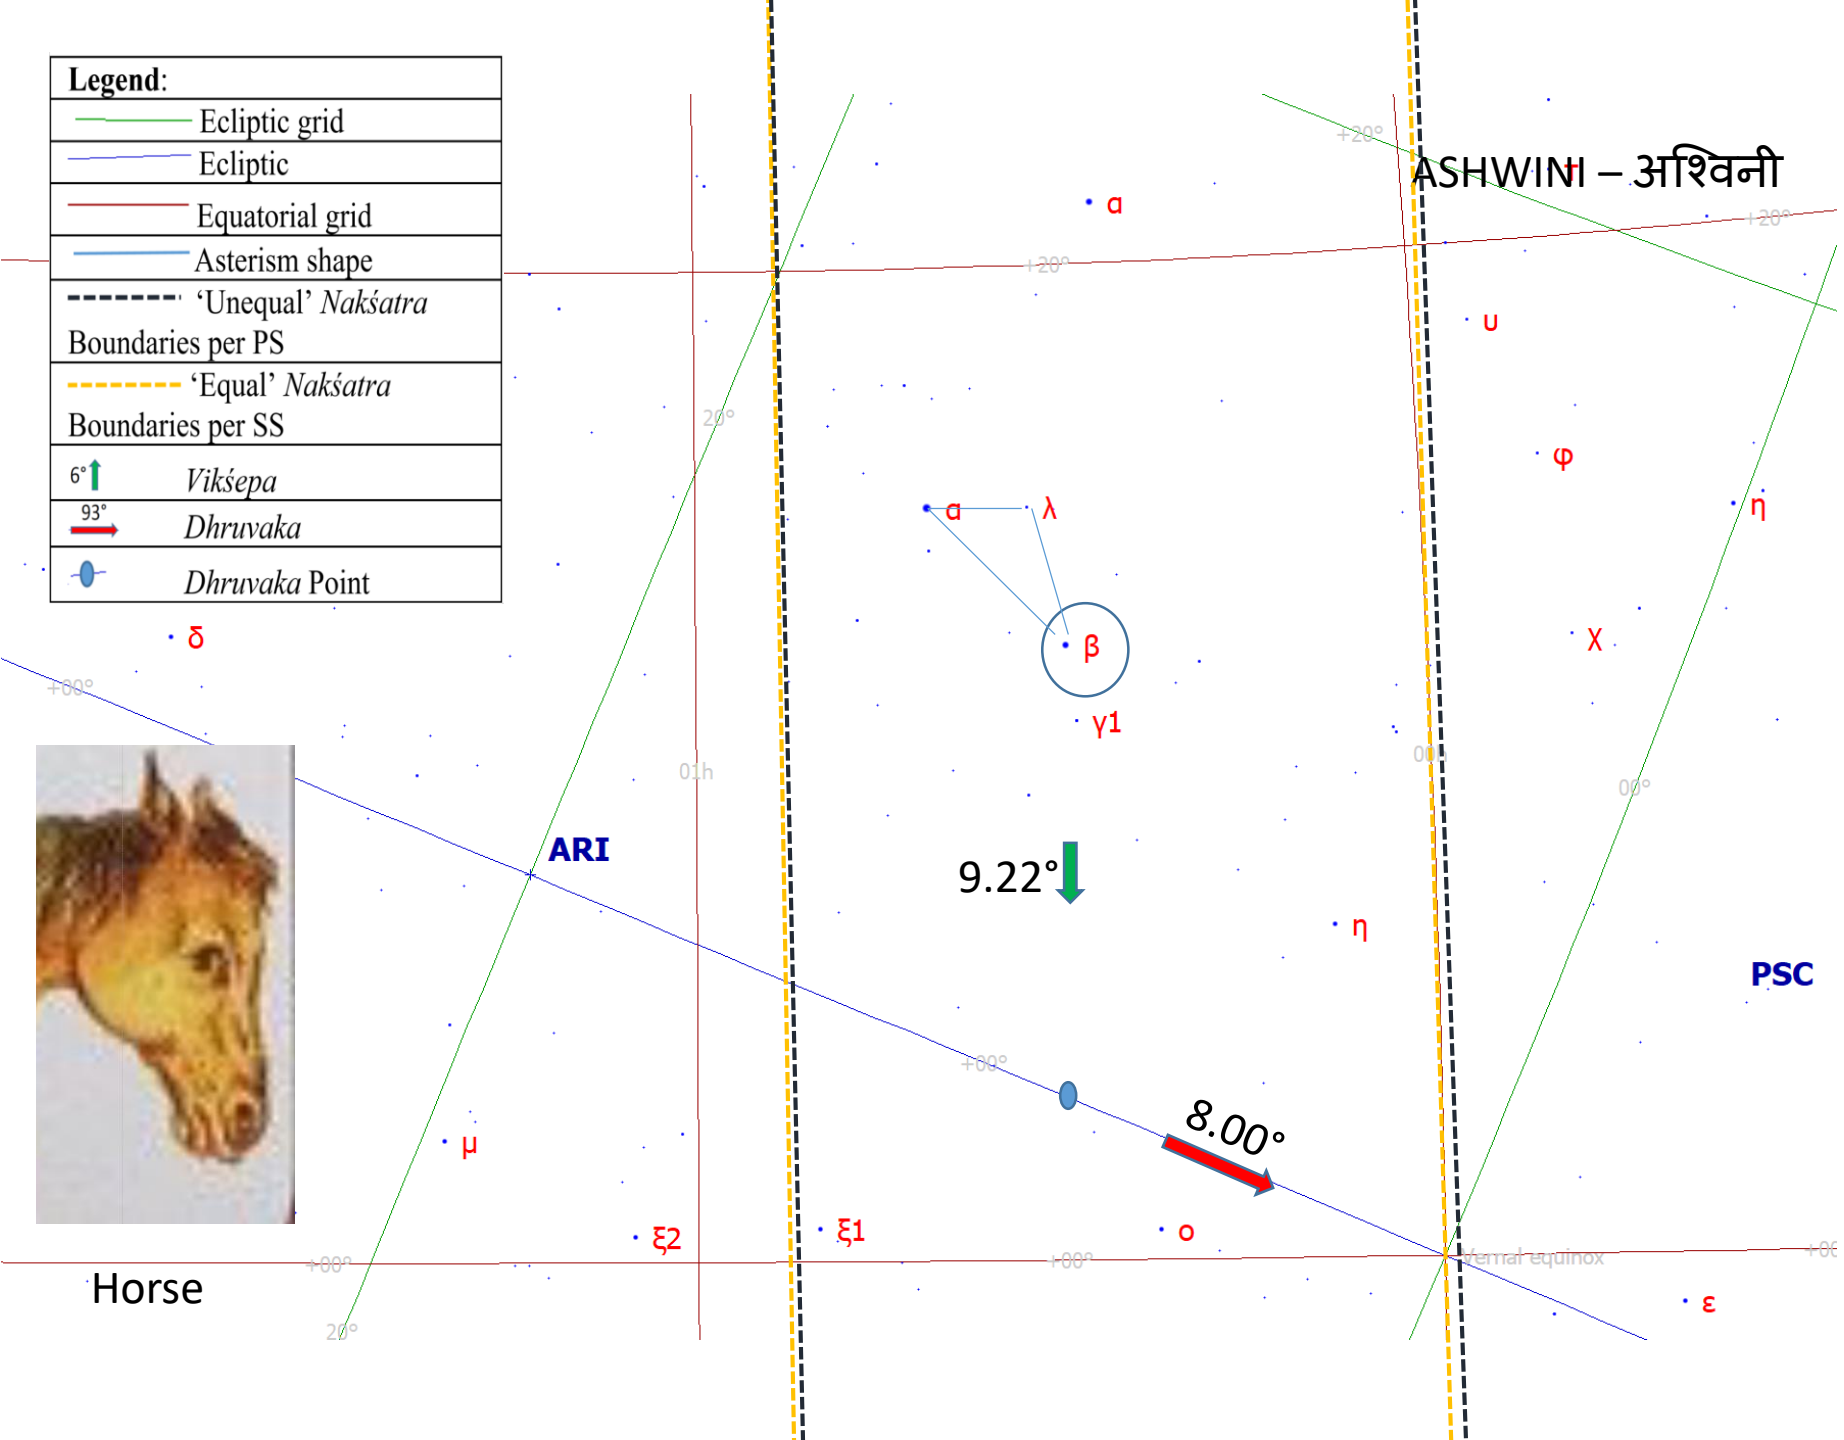 Legend:
Ecliptic grid
Ecliptic
Equatorial grid
Asterism shape
‘Unequal’ Nakśatra
Boundaries per PS
‘Equal’ Nakśatra
Boundaries per SS
6° Vikśepa
93° Dhruvaka
Dhruvaka Point
+20°
ASHWINI – अश्विनी
τ
α
+20°
+20°
υ
20°
φ
α λ
η
δ
β
χ
+00°
γ1
01h
00h
00°
ARI
9.22°
η
PSC
+00°
8.00°
μ
ξ2
ξ1
ο
+00°
+00°
Vernal equinox
+00
Horse
ε
20°